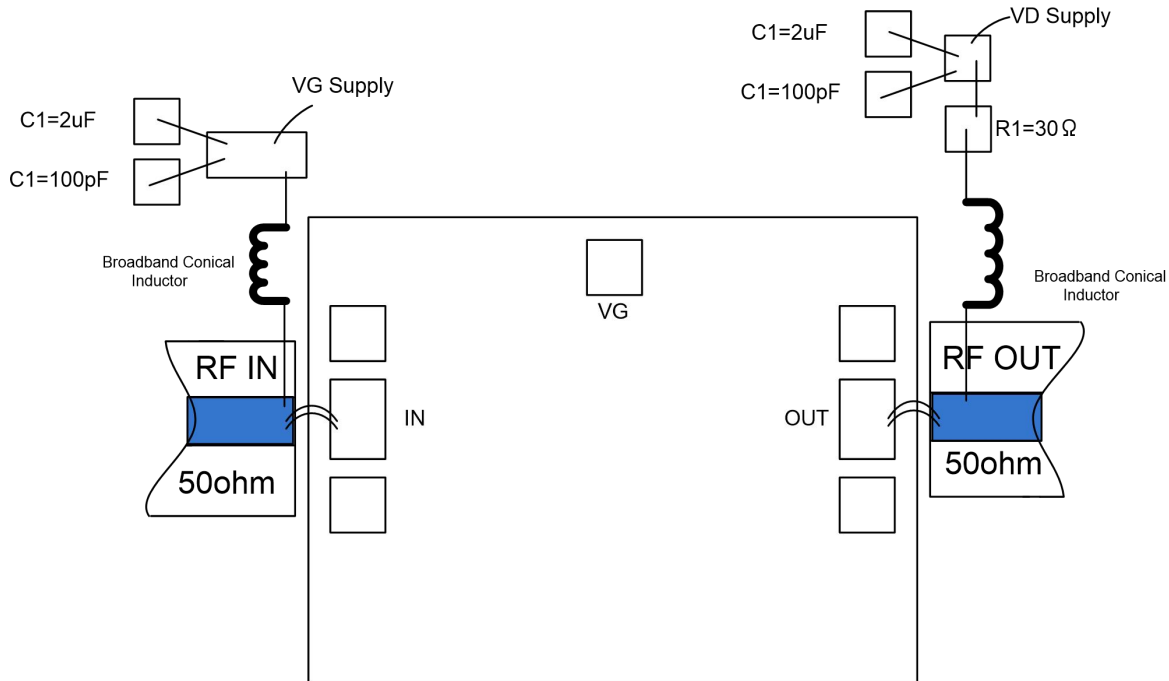 VD Supply
C1=2uF
C1=100pF
R1=30Ω
VG Supply
C1=2uF
C1=100pF
Broadband Conical
Inductor
Broadband Conical
Inductor
VG
RF IN
50ohm
IN
OUT
RF OUT
50ohm